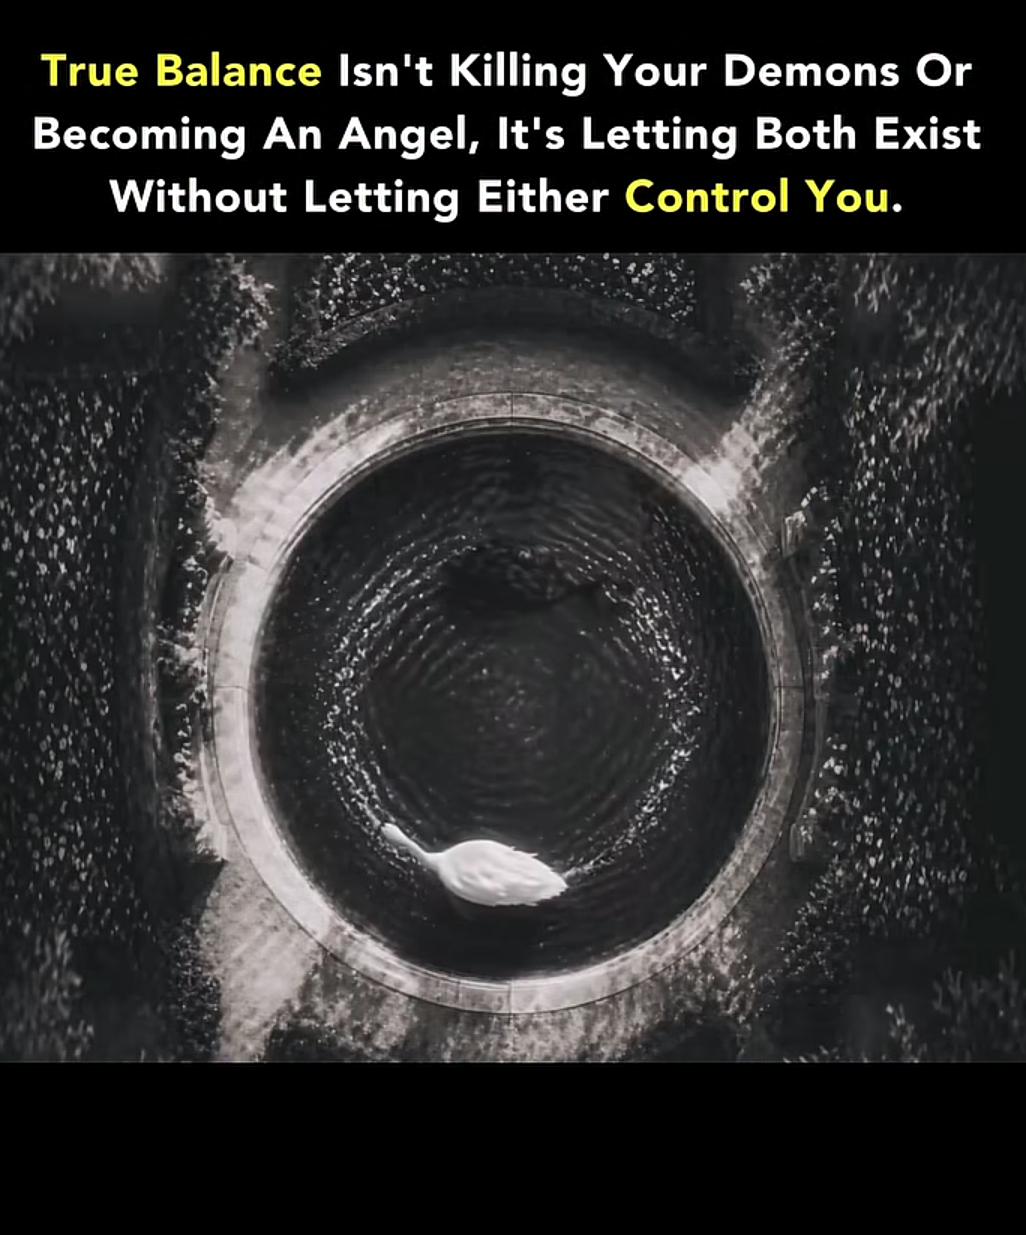 True Balance Isn't Killing Your Demons Or
Becoming An Angel, It's Letting Both Exist
Without Letting Either Control You.